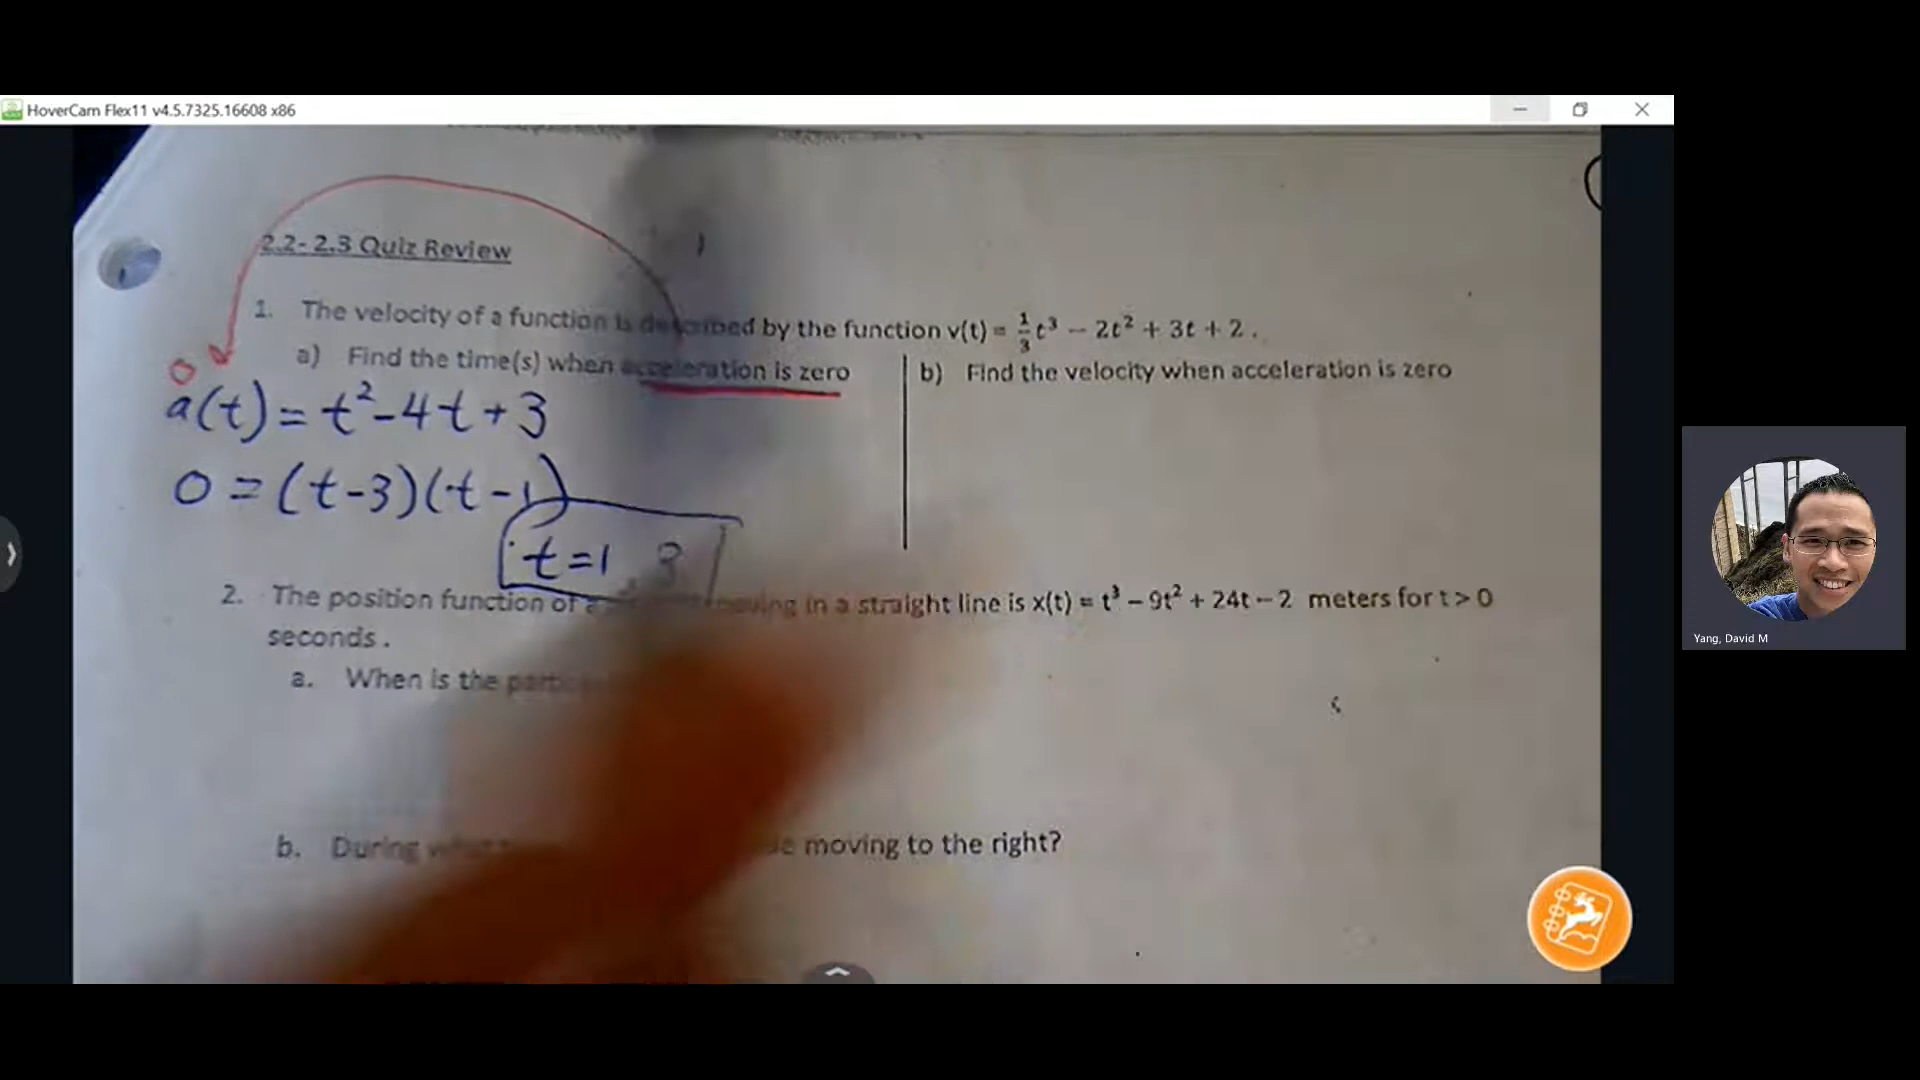 HoverCam Flex11 v4.5.7325.16608 x86
2.2- 2.3 Quiz Review
1. The velocity of a function is described by the function v(t) = 1/3 t³ − 2t² + 3t + 2 .
a) Find the time(s) when acceleration is zero
b) Find the velocity when acceleration is zero
0
a(t) = t² - 4t + 3
0 = (t-3)(t-1)
t = 1, 3
2. The position function of a moving in a straight line is x(t) = t³ − 9t² + 24t − 2 meters for t > 0
seconds .
a. When is the
b. During moving to the right?
Yang, David M